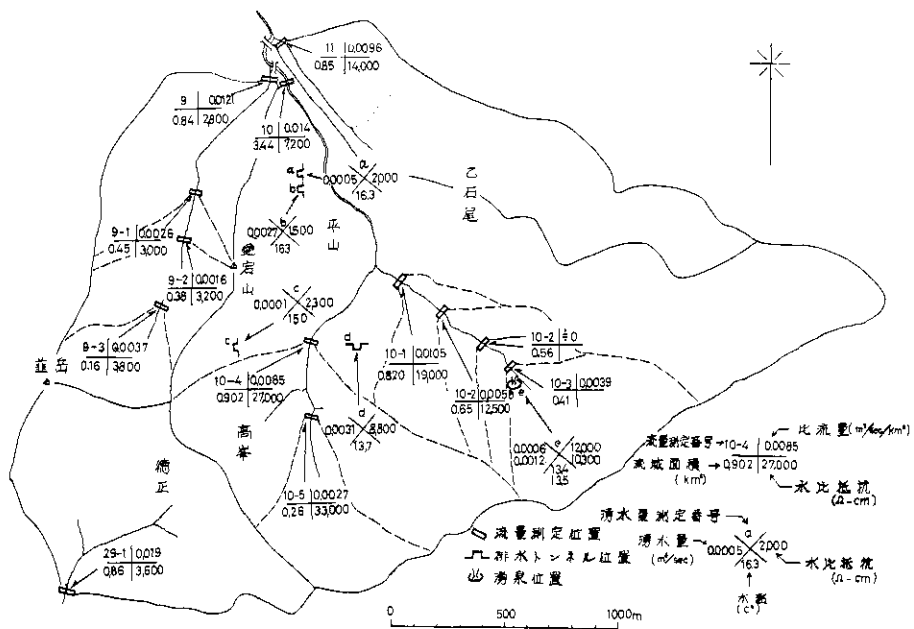 11 0.0096
0.85 14,000
9 0.0121
0.84 2,800
10 0.014
3.44 7,200
a
b
a
0.0005 2,000
16.3
乙石尾
平山
b
0.0027 1,500
16.3
9-1 0.0026
0.45 3,000
愛宕山
9-2 0.0016
0.38 3,200
c
0.0001 2,300
15.0
9-3 0.0037
0.16 3,800
c
d
10-1 0.0105
0.820 19,000
10-2
0.65 12,500
10-2 ≒0
0.56
10-3 0.0039
0.41
韮岳
10-4 0.0085
0.902 27,000
高峯
d
0.0031 8,800
13.7
e
e
0.0006 12,000
0.0012 10,300
13.4
13.5
徳正
10-5 0.0027
0.26 33,000
29-1 0.019
0.86 3,600
比流量(m³/sec/km²)
流量測定番号→10-4 0.0085
流域面積→0.902 27,000
(km²)
水比抵抗
(Ω-cm)
湧水量測定番号
a
湧水量 0.0005 2,000
(m³/sec)
16.3
水比抵抗
(Ω-cm)
水温
(c°)
流量測定位置
排水トンネル位置
湧泉位置
0 500 1000m